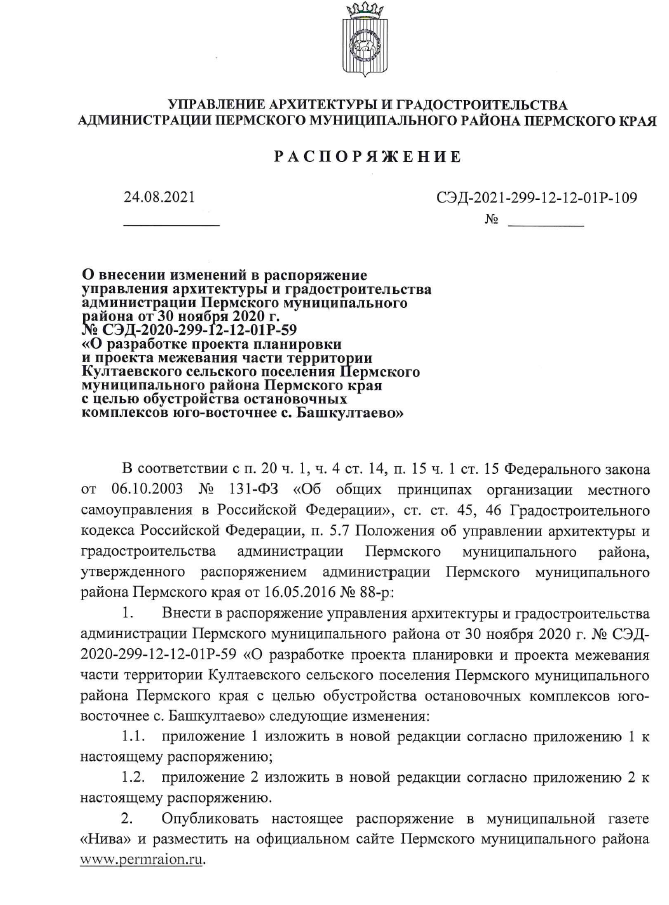 УПРАВЛЕНИЕ АРХИТЕКТУРЫ И ГРАДОСТРОИТЕЛЬСТВА
АДМИНИСТРАЦИИ ПЕРМСКОГО МУНИЦИПАЛЬНОГО РАЙОНА ПЕРМСКОГО КРАЯ
Р А С П О Р Я Ж Е Н И Е
24.08.2021 СЭД-2021-299-12-12-01Р-109
№
О внесении изменений в распоряжение
управления архитектуры и градостроительства
администрации Пермского муниципального
района от 30 ноября 2020 г.
№ СЭД-2020-299-12-12-01Р-59
«О разработке проекта планировки
и проекта межевания части территории
Култаевского сельского поселения Пермского
муниципального района Пермского края
с целью обустройства остановочных
комплексов юго-восточнее с. Башкултаево»
В соответствии с п. 20 ч. 1, ч. 4 ст. 14, п. 15 ч. 1 ст. 15 Федерального закона
от 06.10.2003 № 131-ФЗ «Об общих принципах организации местного
самоуправления в Российской Федерации», ст. ст. 45, 46 Градостроительного
кодекса Российской Федерации, п. 5.7 Положения об управлении архитектуры и
градостроительства администрации Пермского муниципального района,
утвержденного распоряжением администрации Пермского муниципального
района Пермского края от 16.05.2016 № 88-р:
1. Внести в распоряжение управления архитектуры и градостроительства
администрации Пермского муниципального района от 30 ноября 2020 г. № СЭД-
2020-299-12-12-01Р-59 «О разработке проекта планировки и проекта межевания
части территории Култаевского сельского поселения Пермского муниципального
района Пермского края с целью обустройства остановочных комплексов юго-
восточнее с. Башкултаево» следующие изменения:
1.1. приложение 1 изложить в новой редакции согласно приложению 1 к
настоящему распоряжению;
1.2. приложение 2 изложить в новой редакции согласно приложению 2 к
настоящему распоряжению.
2. Опубликовать настоящее распоряжение в муниципальной газете
«Нива» и разместить на официальном сайте Пермского муниципального района
www.permraion.ru.